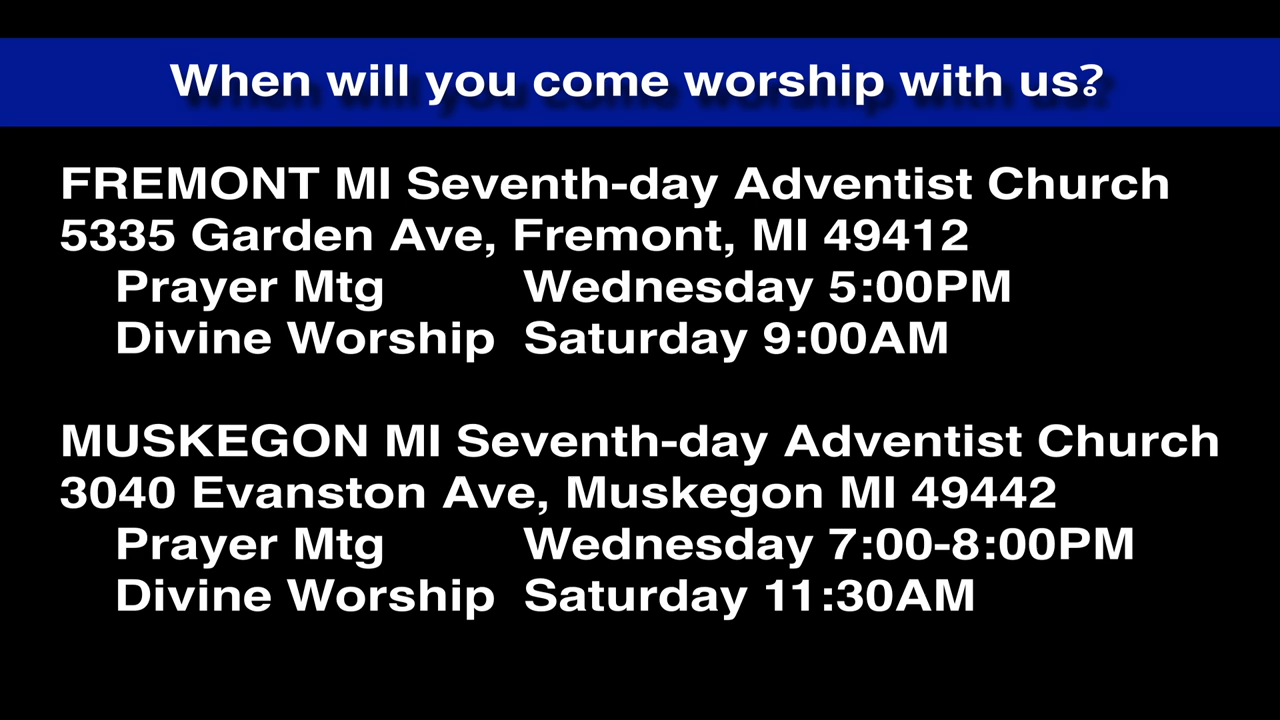 When will you come worship with us?
FREMONT MI Seventh-day Adventist Church
5335 Garden Ave, Fremont, MI 49412
Prayer Mtg Wednesday 5:00PM
Divine Worship Saturday 9:00AM
MUSKEGON MI Seventh-day Adventist Church
3040 Evanston Ave, Muskegon MI 49442
Prayer Mtg Wednesday 7:00-8:00PM
Divine Worship Saturday 11:30AM